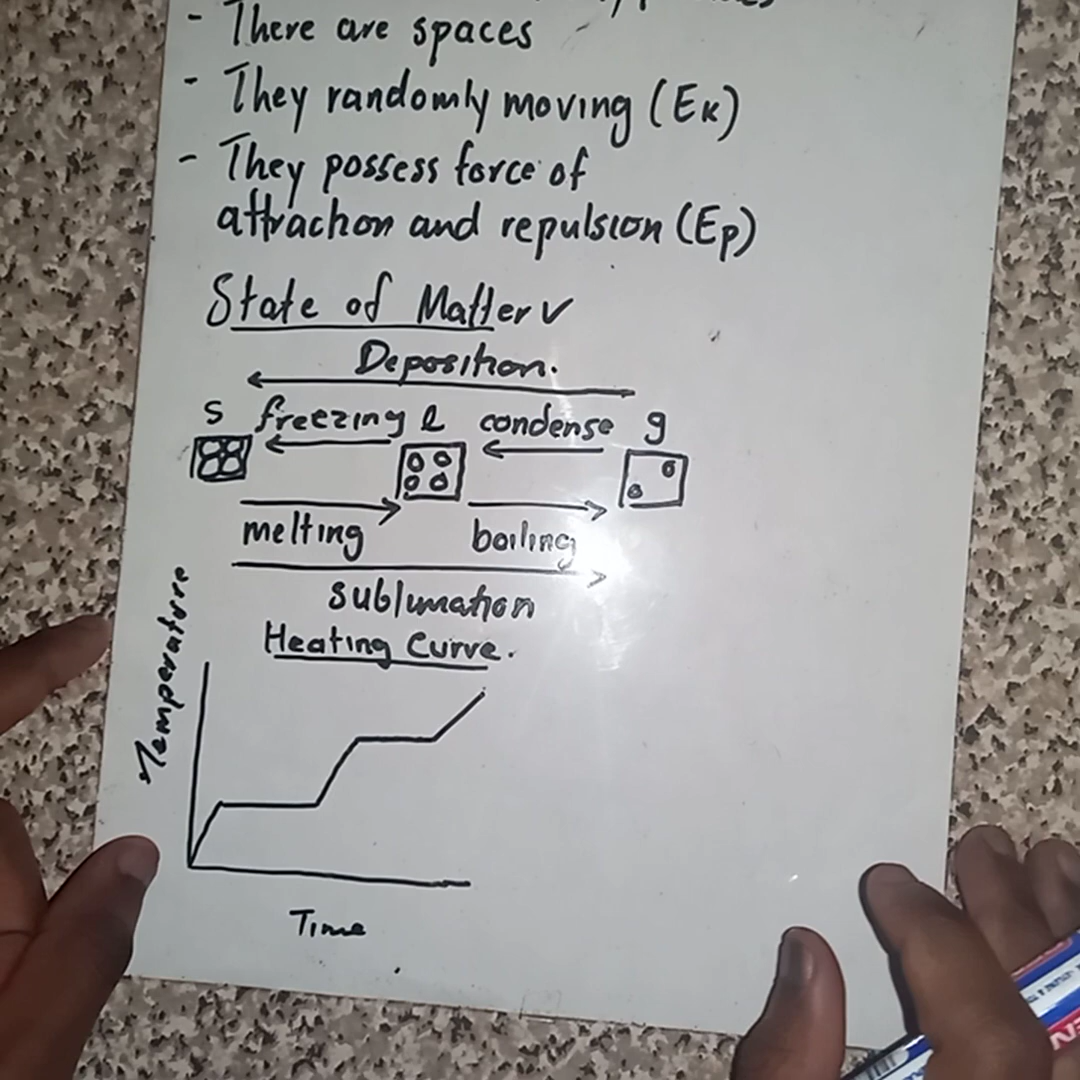 - There are spaces
- They randomly moving (Ek)
- They possess force of
attraction and repulsion (Ep)
State of Matter
Deposition.
s freezing l condense g
melting boiling
sublimation
Heating Curve.
Temperature
Time